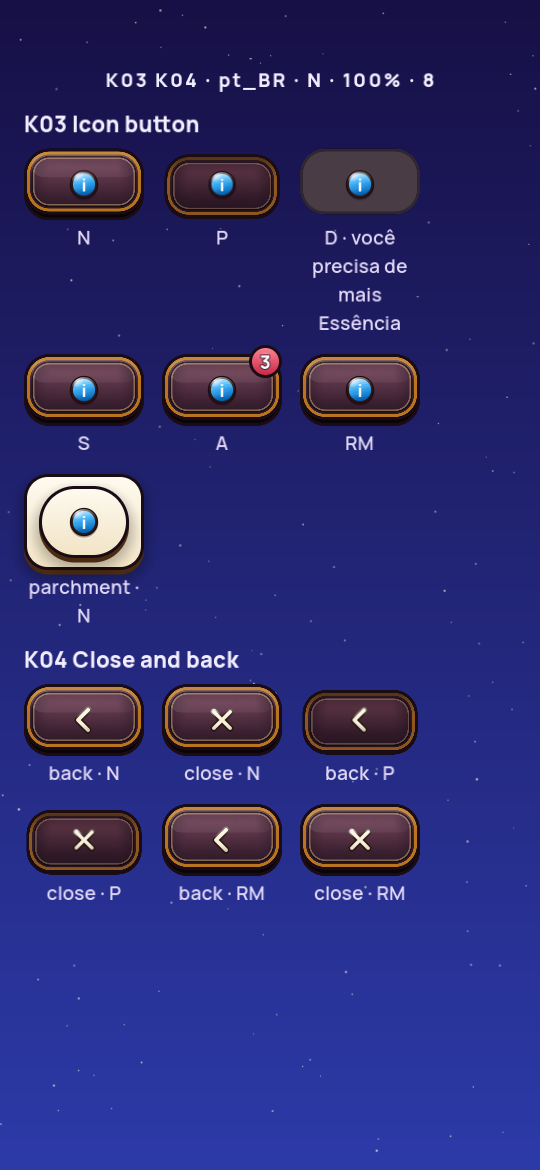 K03 K04 · pt_BR · N · 100% · 8
K03 Icon button
N
P
D · você
precisa de
mais
Essência
3
S
A
RM
parchment ·
N
K04 Close and back
back · N
close · N
back · P
close · P
back · RM
close · RM